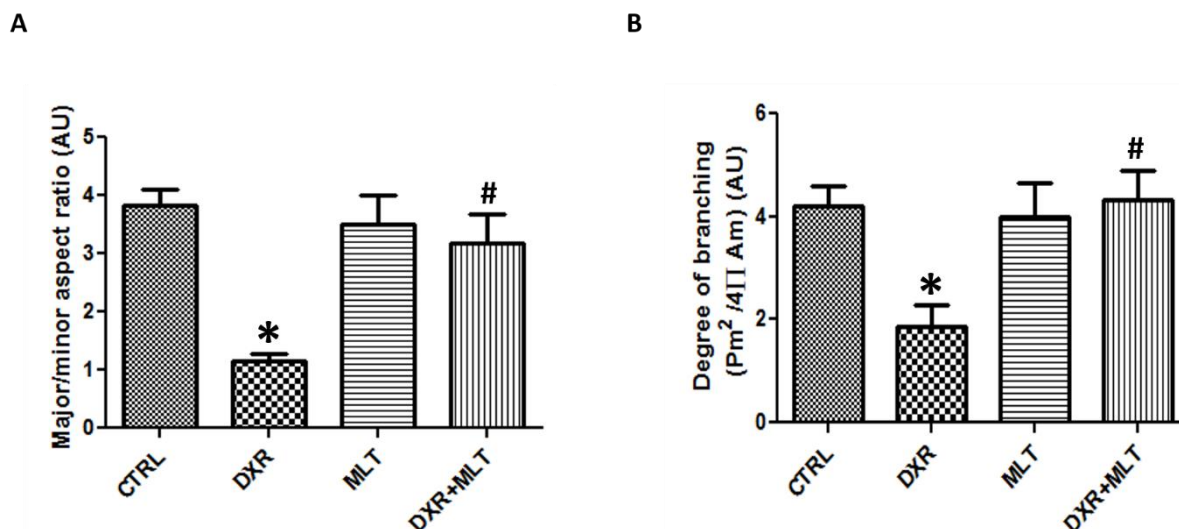 A
B
Major/minor aspect ratio (AU)
5
4
3
2
1
0
*
#
CTRL
DXR
MLT
DXR+MLT
Degree of branching
(Pm² /4∏ Am) (AU)
6
4
2
0
*
#
CTRL
DXR
MLT
DXR+MLT